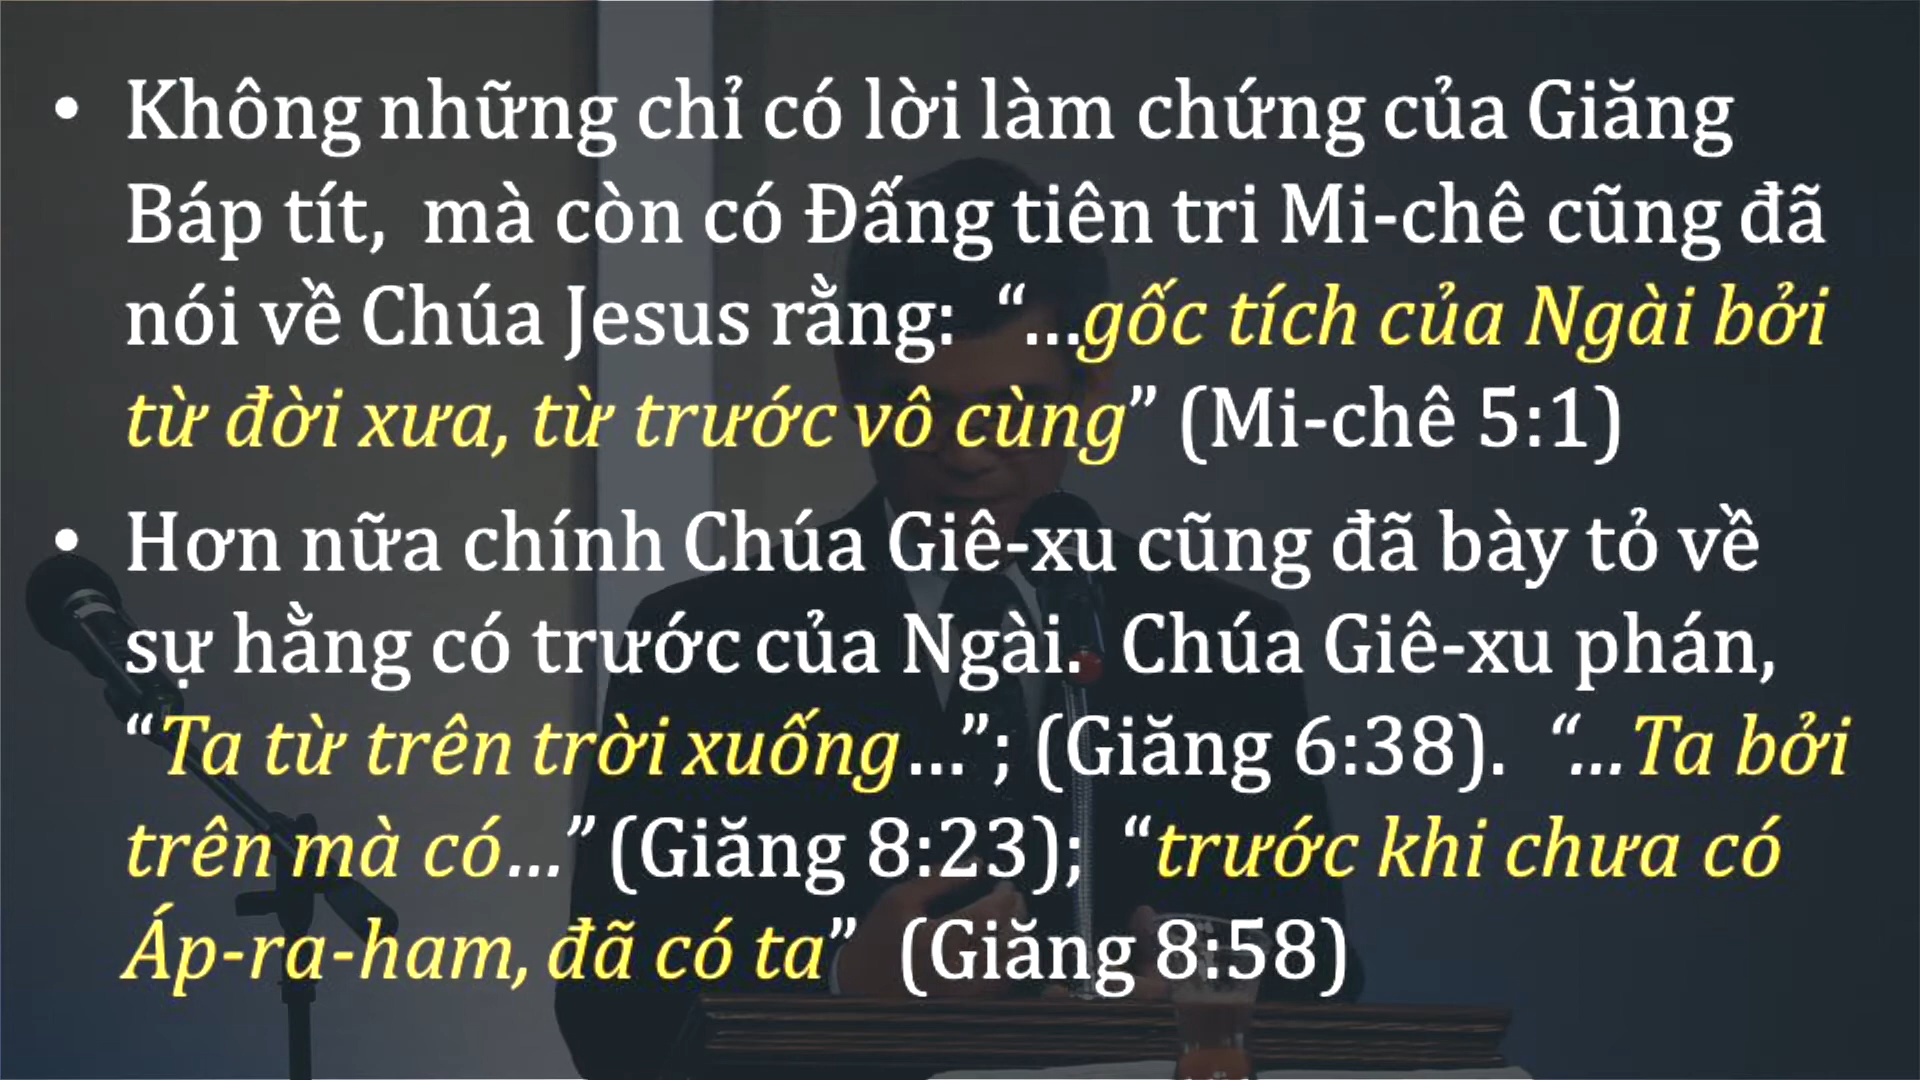 • Không những chỉ có lời làm chứng của Giăng
Báp tít, mà còn có Đấng tiên tri Mi-chê cũng đã
nói về Chúa Jesus rằng: “…gốc tích của Ngài bởi
từ đời xưa, từ trước vô cùng” (Mi-chê 5:1)
• Hơn nữa chính Chúa Giê-xu cũng đã bày tỏ về
sự hằng có trước của Ngài. Chúa Giê-xu phán,
“Ta từ trên trời xuống…”; (Giăng 6:38). “…Ta bởi
trên mà có…” (Giăng 8:23); “trước khi chưa có
Áp-ra-ham, đã có ta” (Giăng 8:58)